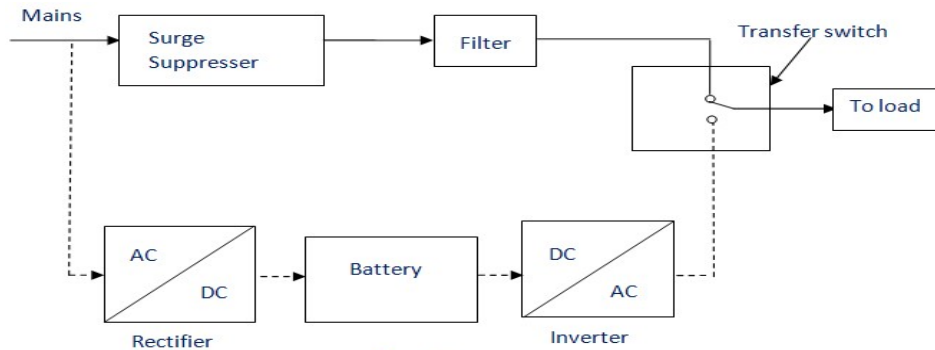 Mains
Surge
Suppresser
Filter
Transfer switch
To load
AC
DC
Rectifier
Battery
DC
AC
Inverter